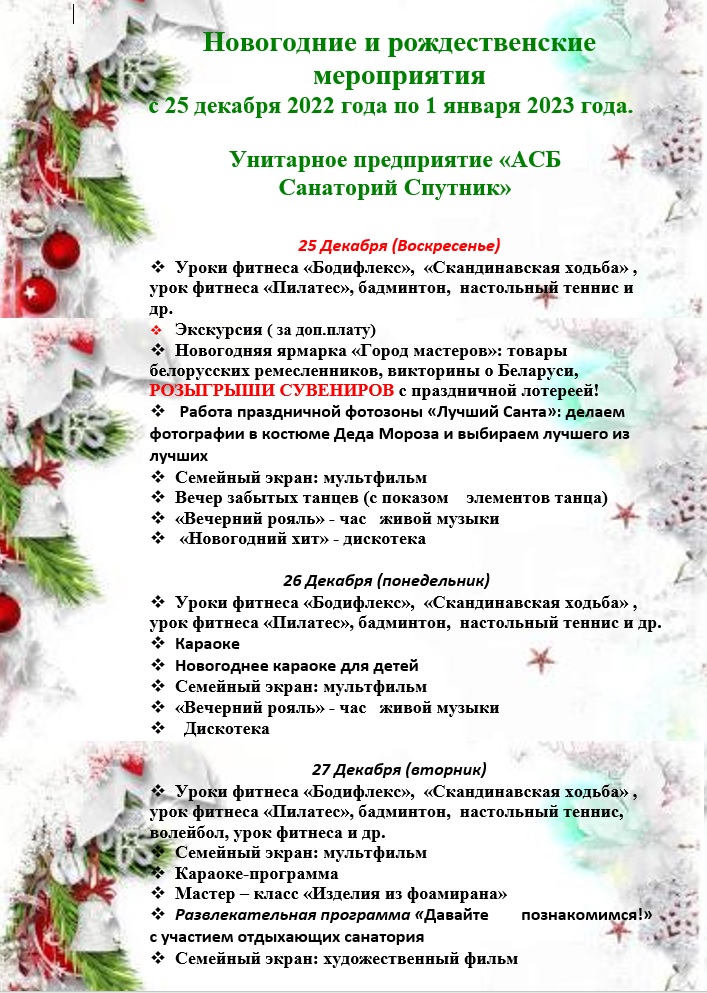 Новогодние и рождественские
мероприятия
с 25 декабря 2022 года по 1 января 2023 года.
Унитарное предприятие «АСБ
Санаторий Спутник»
25 Декабря (Воскресенье)
❖ Уроки фитнеса «Бодифлекс», «Скандинавская ходьба» ,
урок фитнеса «Пилатес», бадминтон, настольный теннис и
др.
❖ Экскурсия ( за доп.плату)
❖ Новогодняя ярмарка «Город мастеров»: товары
белорусских ремесленников, викторины о Беларуси,
РОЗЫГРЫШИ СУВЕНИРОВ с праздничной лотереей!
❖ Работа праздничной фотозоны «Лучший Санта»: делаем
фотографии в костюме Деда Мороза и выбираем лучшего из
лучших
❖ Семейный экран: мультфильм
❖ Вечер забытых танцев (с показом элементов танца)
❖ «Вечерний рояль» - час живой музыки
❖ «Новогодний хит» - дискотека
26 Декабря (понедельник)
❖ Уроки фитнеса «Бодифлекс», «Скандинавская ходьба» ,
урок фитнеса «Пилатес», бадминтон, настольный теннис и др.
❖ Караоке
❖ Новогоднее караоке для детей
❖ Семейный экран: мультфильм
❖ «Вечерний рояль» - час живой музыки
❖ Дискотека
27 Декабря (вторник)
❖ Уроки фитнеса «Бодифлекс», «Скандинавская ходьба» ,
урок фитнеса «Пилатес», бадминтон, настольный теннис,
волейбол, урок фитнеса и др.
❖ Семейный экран: мультфильм
❖ Караоке-программа
❖ Мастер – класс «Изделия из фоамирана»
❖ Развлекательная программа «Давайте познакомимся!»
с участием отдыхающих санатория
❖ Семейный экран: художественный фильм